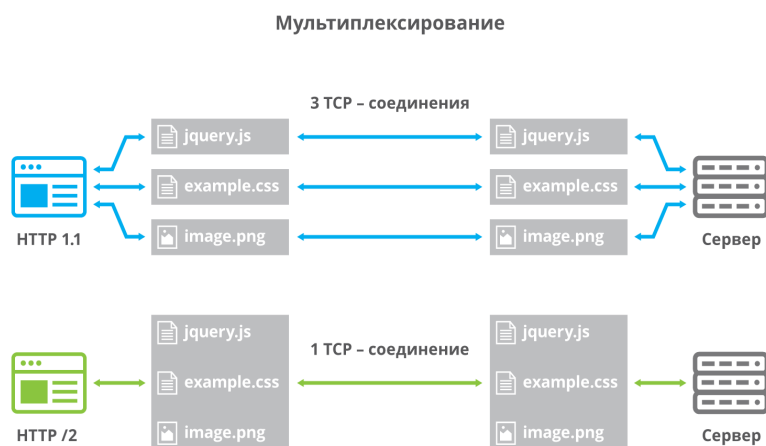 Мультиплексирование
3 TCP – соединения
jquery.js
jquery.js
example.css
example.css
image.png
image.png
HTTP 1.1
Сервер
jquery.js
jquery.js
1 TCP – соединение
example.css
example.css
image.png
image.png
HTTP /2
Сервер